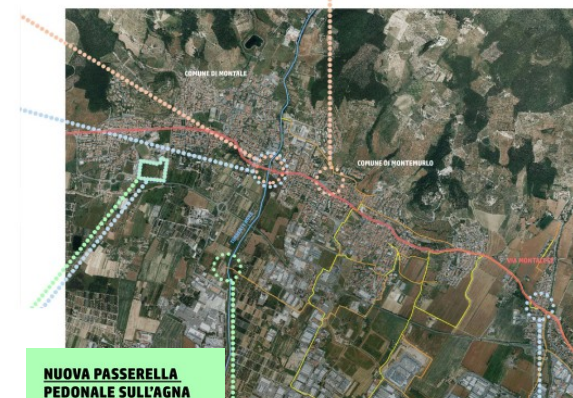 COMUNE DI MONTALE
COMUNE DI MONTEMURLO
VIA MONTALESE
NUOVA PASSERELLA
PEDONALE SULL'AGNA